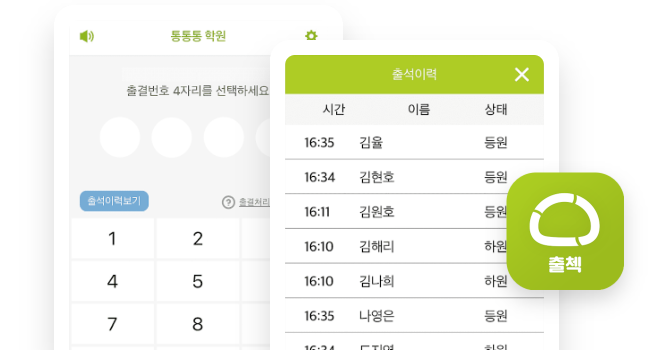 통통통 학원
출결번호 4자리를 선택하세요
출석이력보기
? 출결처리
1 2
4 5
7 8
출석이력
시간 이름 상태
16:35 김율 등원
16:34 김현호 등원
16:11 김원호 등원
16:10 김해리 하원
16:10 김나희 하원
16:35 나영은 등원
16:34
출첵